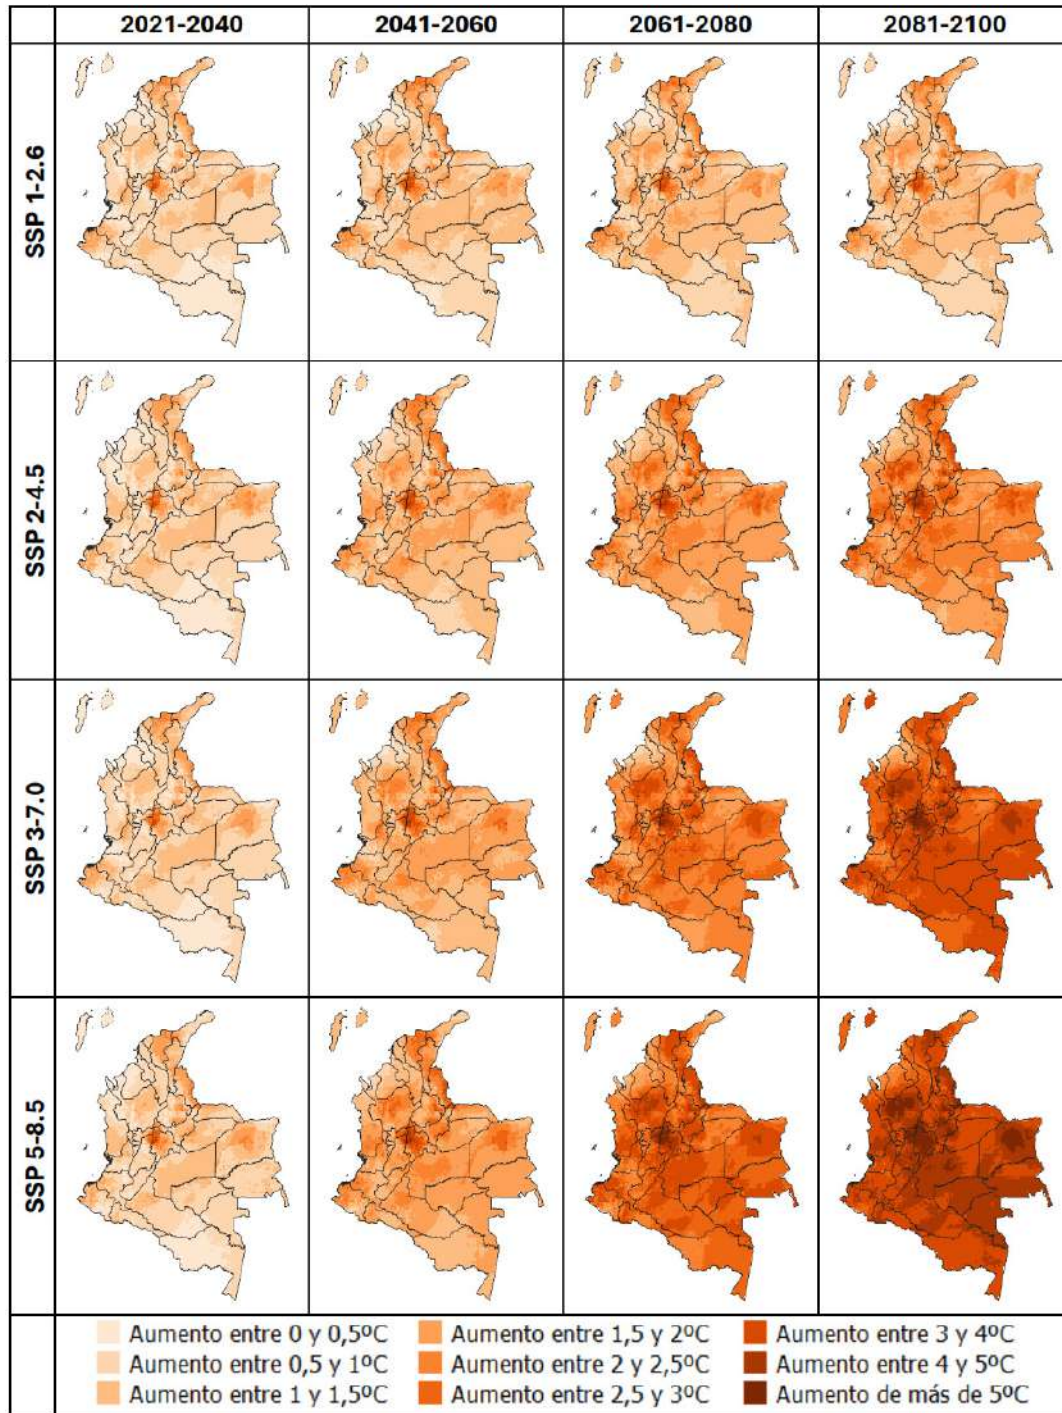 2021-2040 2041-2060 2061-2080 2081-2100
SSP 1-2.6
SSP 2-4.5
SSP 3-7.0
SSP 5-8.5
Aumento entre 0 y 0,5ºC Aumento entre 1,5 y 2ºC Aumento entre 3 y 4ºC
Aumento entre 0,5 y 1ºC Aumento entre 2 y 2,5ºC Aumento entre 4 y 5ºC
Aumento entre 1 y 1,5ºC Aumento entre 2,5 y 3ºC Aumento de más de 5ºC